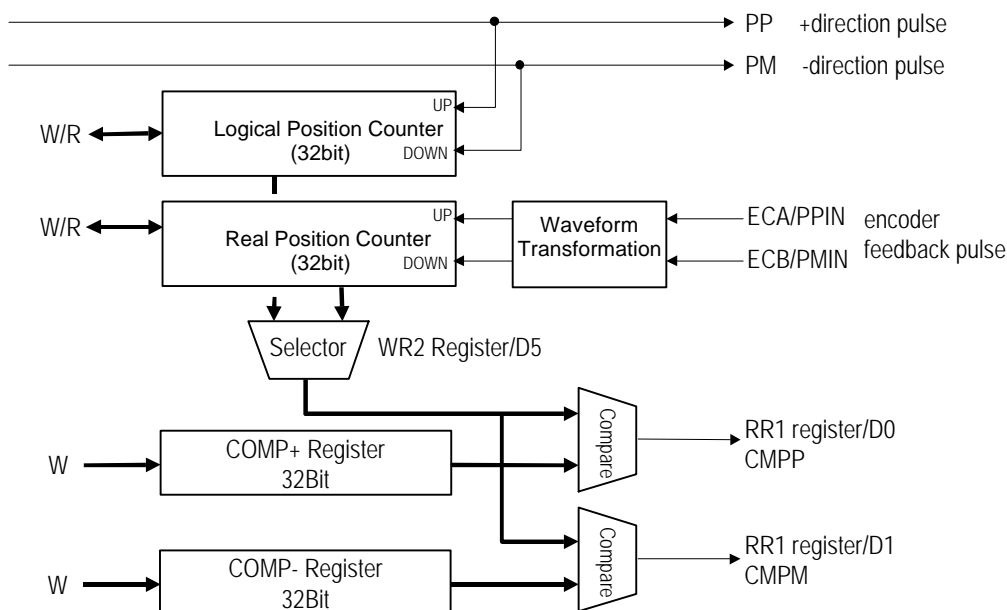 PP +direction pulse
PM -direction pulse
UP
W/R
Logical Position Counter
(32bit)
DOWN
W/R
UP
Real Position Counter
(32bit)
DOWN
Waveform
Transformation
ECA/PPIN
ECB/PMIN
encoder
feedback pulse
Selector
WR2 Register/D5
Compare
RR1 register/D0
CMPP
W
COMP+ Register
32Bit
Compare
RR1 register/D1
CMPM
W
COMP- Register
32Bit